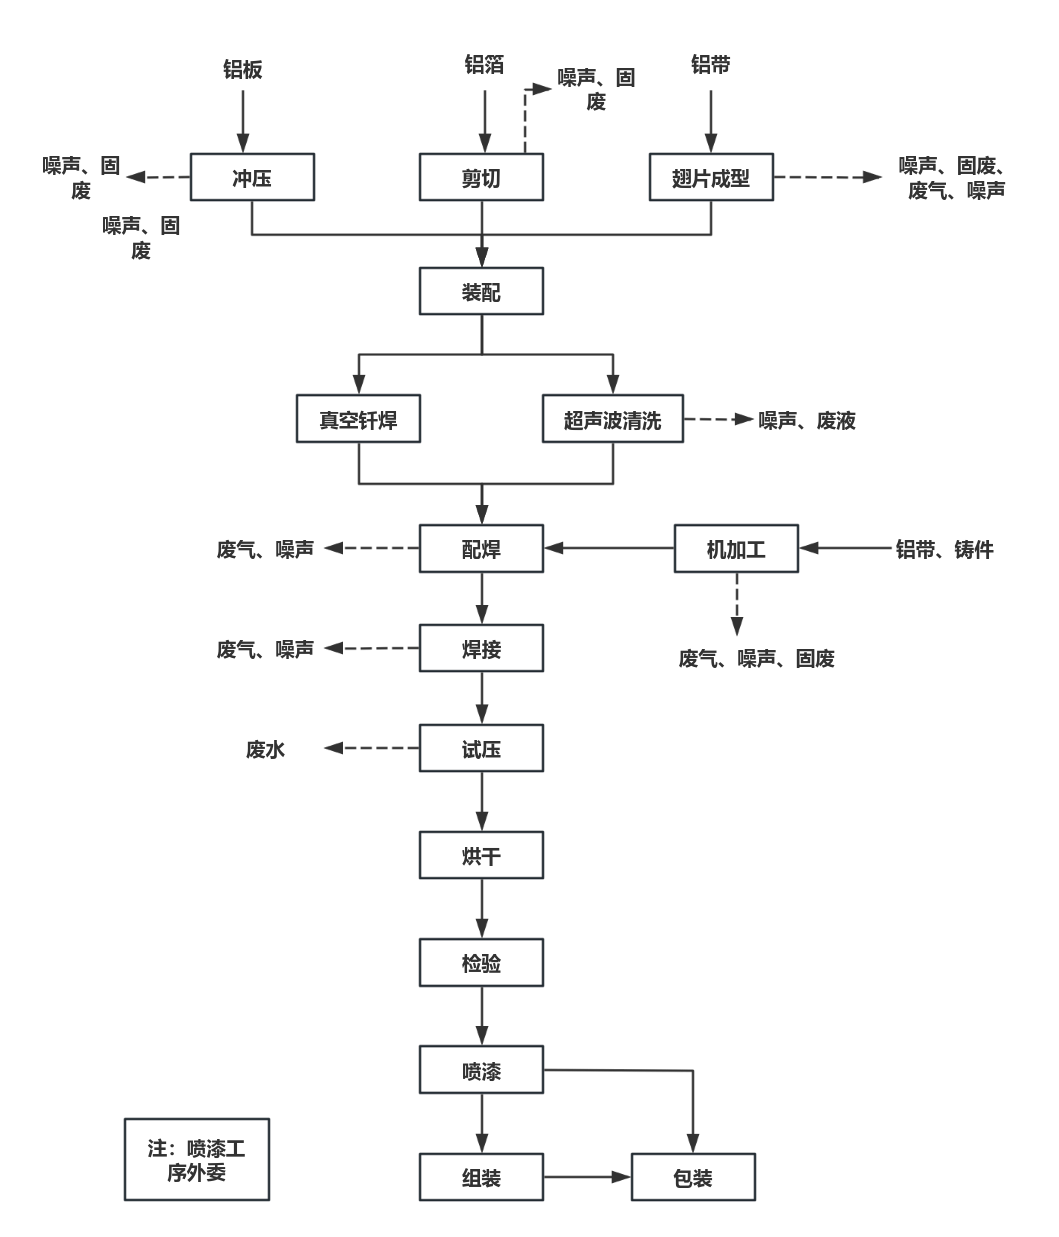 铝板
铝箔
铝带
噪声、固
废
噪声、固
废
冲压
剪切
翅片成型
噪声、固废、
废气、噪声
噪声、固
废
装配
真空钎焊
超声波清洗
噪声、废液
废气、噪声
配焊
机加工
铝带、铸件
废气、噪声
焊接
废气、噪声、固废
废水
试压
烘干
检验
喷漆
注：喷漆工
序外委
组装
包装